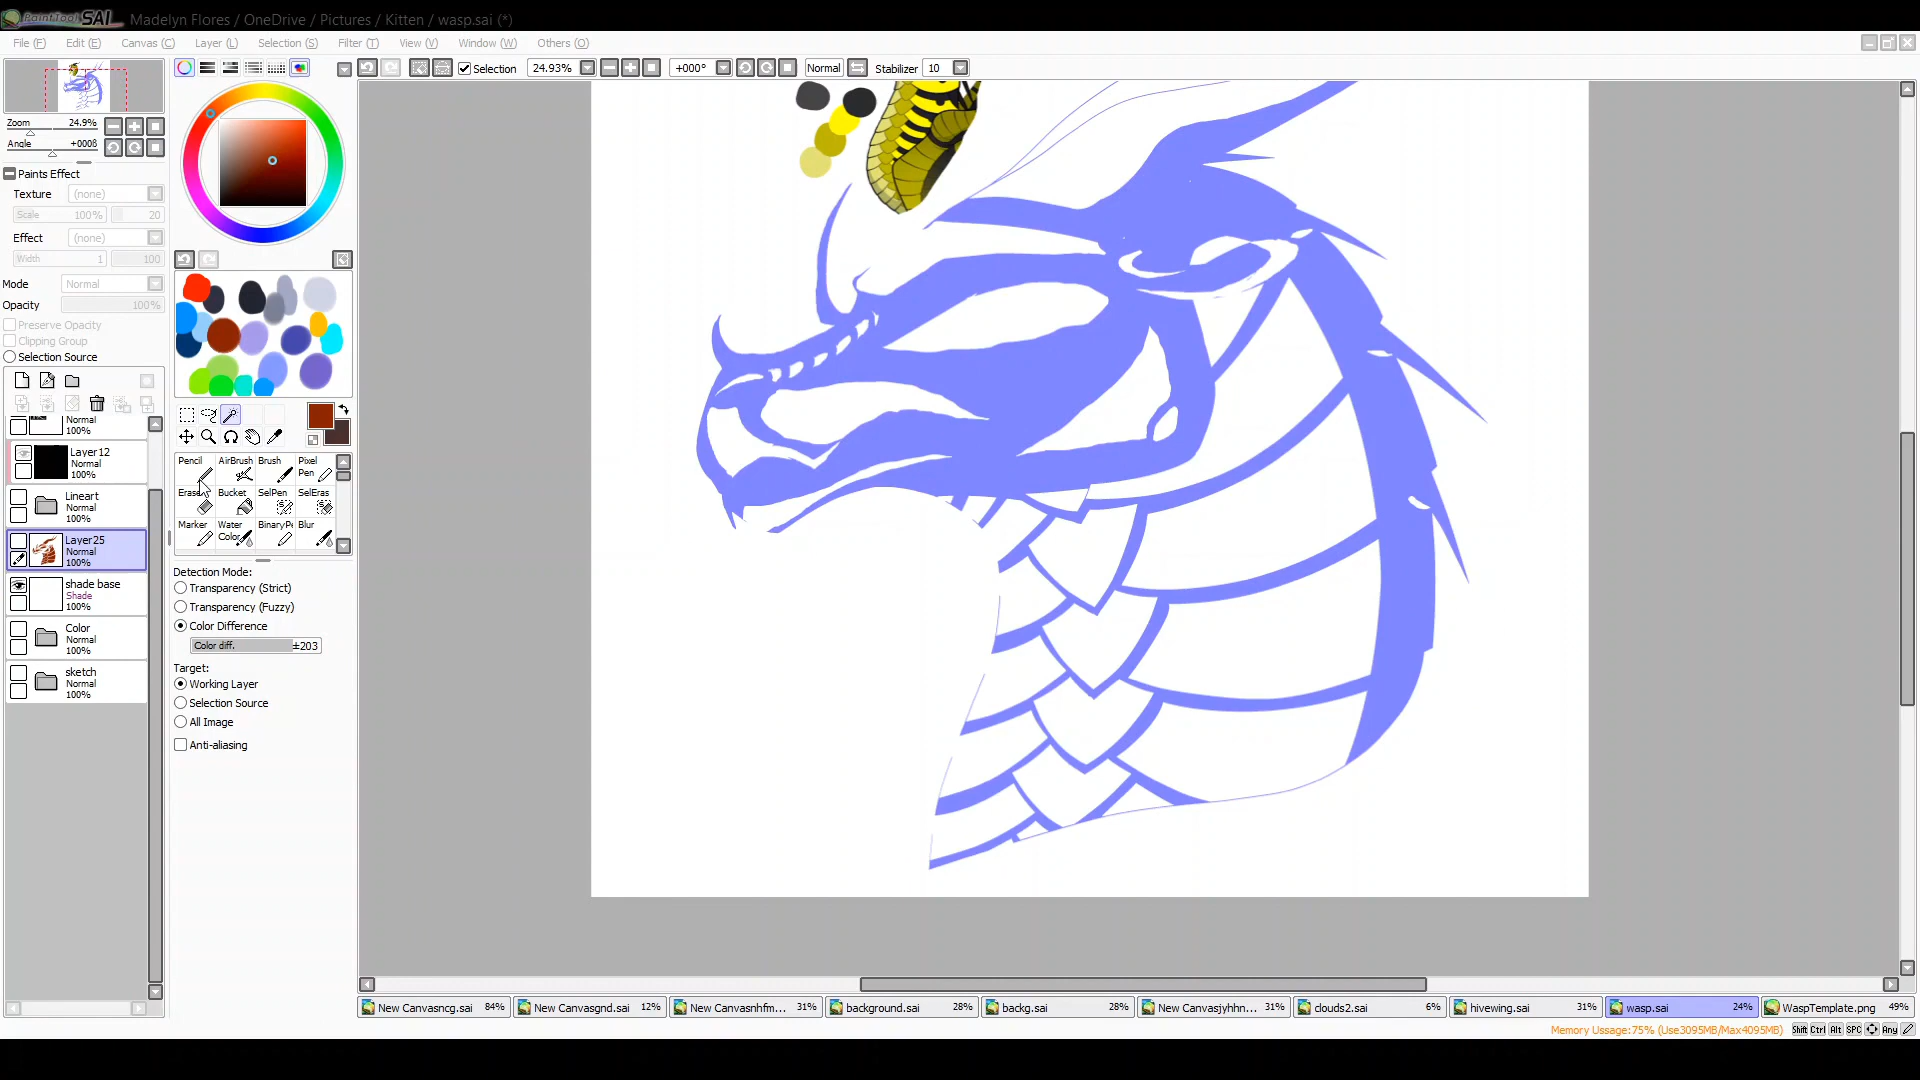 PaintTool SAI Madelyn Flores / OneDrive / Pictures / Kitten / wasp.sai (*)
File (F) Edit (E) Canvas (C) Layer (L) Selection (S) Filter (T) View (V) Window (W) Others (O)
Selection 24.93% +000° Normal Stabilizer 10
Zoom 24.9%
Angle +000ß
Paints Effect
Texture (none)
Scale 100% 20
Effect (none)
Width 1 100
Mode Normal
Opacity 100%
Preserve Opacity
Clipping Group
Selection Source
Normal
100%
Layer12
Normal
100%
Lineart
Normal
100%
Layer25
Normal
100%
shade base
Shade
100%
Color
Normal
100%
sketch
Normal
100%
Pencil AirBrush Brush Pixel Pen
Eraser Bucket SelPen SelEras
Marker Water Color BinaryPe Blur
Detection Mode:
Transparency (Strict)
Transparency (Fuzzy)
Color Difference
Color diff. ±203
Target:
Working Layer
Selection Source
All Image
Anti-aliasing
New Canvasncg.sai 84% New Canvasgnd.sai 12% New Canvasnhfm... 31% background.sai 28% backg.sai 28% New Canvasjyhhn... 31% clouds2.sai 6% hivewing.sai 31% wasp.sai 24% WaspTemplate.png 49%
Memory Ussage:75% (Use3095MB/Max4095MB) Shift Ctrl Alt SPC Any